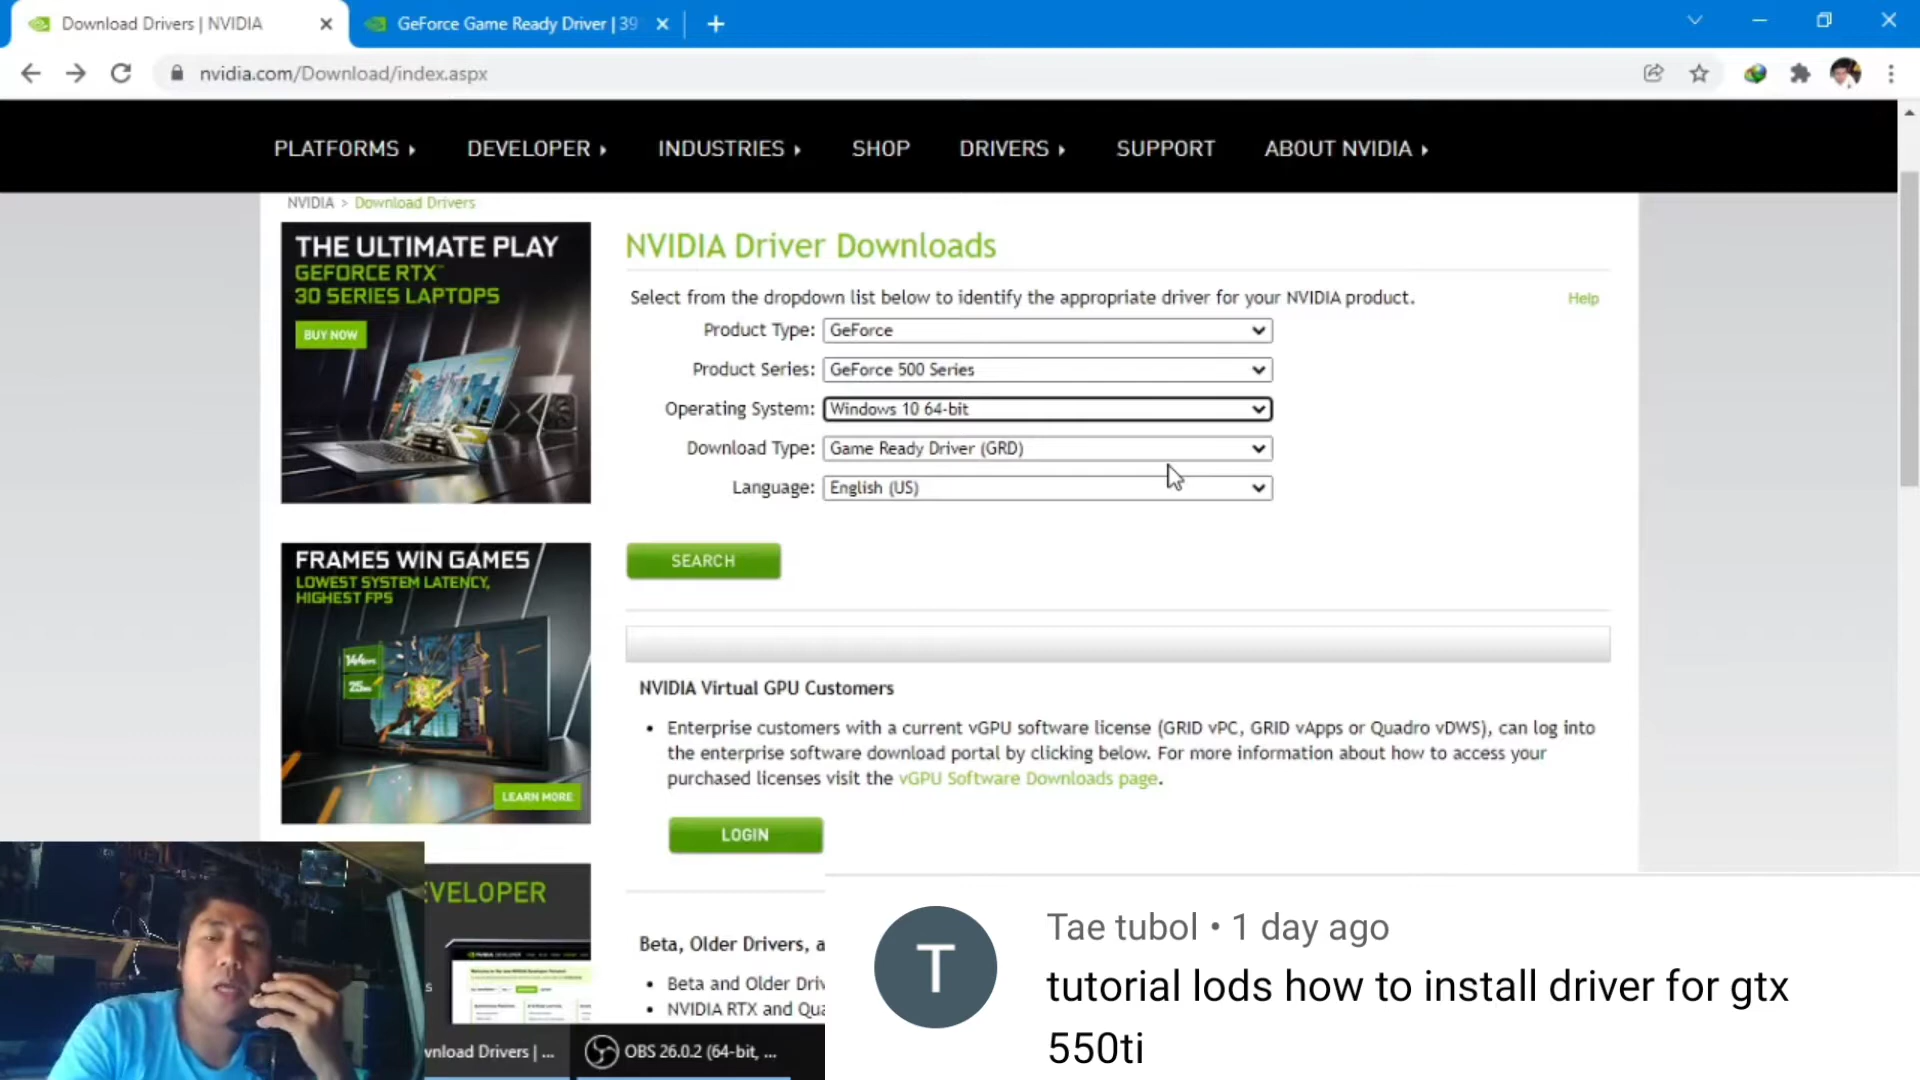 Download Drivers | NVIDIA
GeForce Game Ready Driver | 39
nvidia.com/Download/index.aspx
PLATFORMS
DEVELOPER
INDUSTRIES
SHOP
DRIVERS
SUPPORT
ABOUT NVIDIA
NVIDIA > Download Drivers
THE ULTIMATE PLAY
GEFORCE RTX™
30 SERIES LAPTOPS
BUY NOW
NVIDIA Driver Downloads
Select from the dropdown list below to identify the appropriate driver for your NVIDIA product.
Help
Product Type: GeForce
Product Series: GeForce 500 Series
Operating System: Windows 10 64-bit
Download Type: Game Ready Driver (GRD)
Language: English (US)
SEARCH
FRAMES WIN GAMES
LOWEST SYSTEM LATENCY,
HIGHEST FPS
LEARN MORE
NVIDIA Virtual GPU Customers
• Enterprise customers with a current vGPU software license (GRID vPC, GRID vApps or Quadro vDWS), can log into
the enterprise software download portal by clicking below. For more information about how to access your
purchased licenses visit the vGPU Software Downloads page.
LOGIN
VELOPER
Beta, Older Drivers, a
• Beta and Older Driv
• NVIDIA RTX and Qua
vnload Drivers | ...
OBS 26.0.2 (64-bit, ...
T
Tae tubol • 1 day ago
tutorial lods how to install driver for gtx
550ti